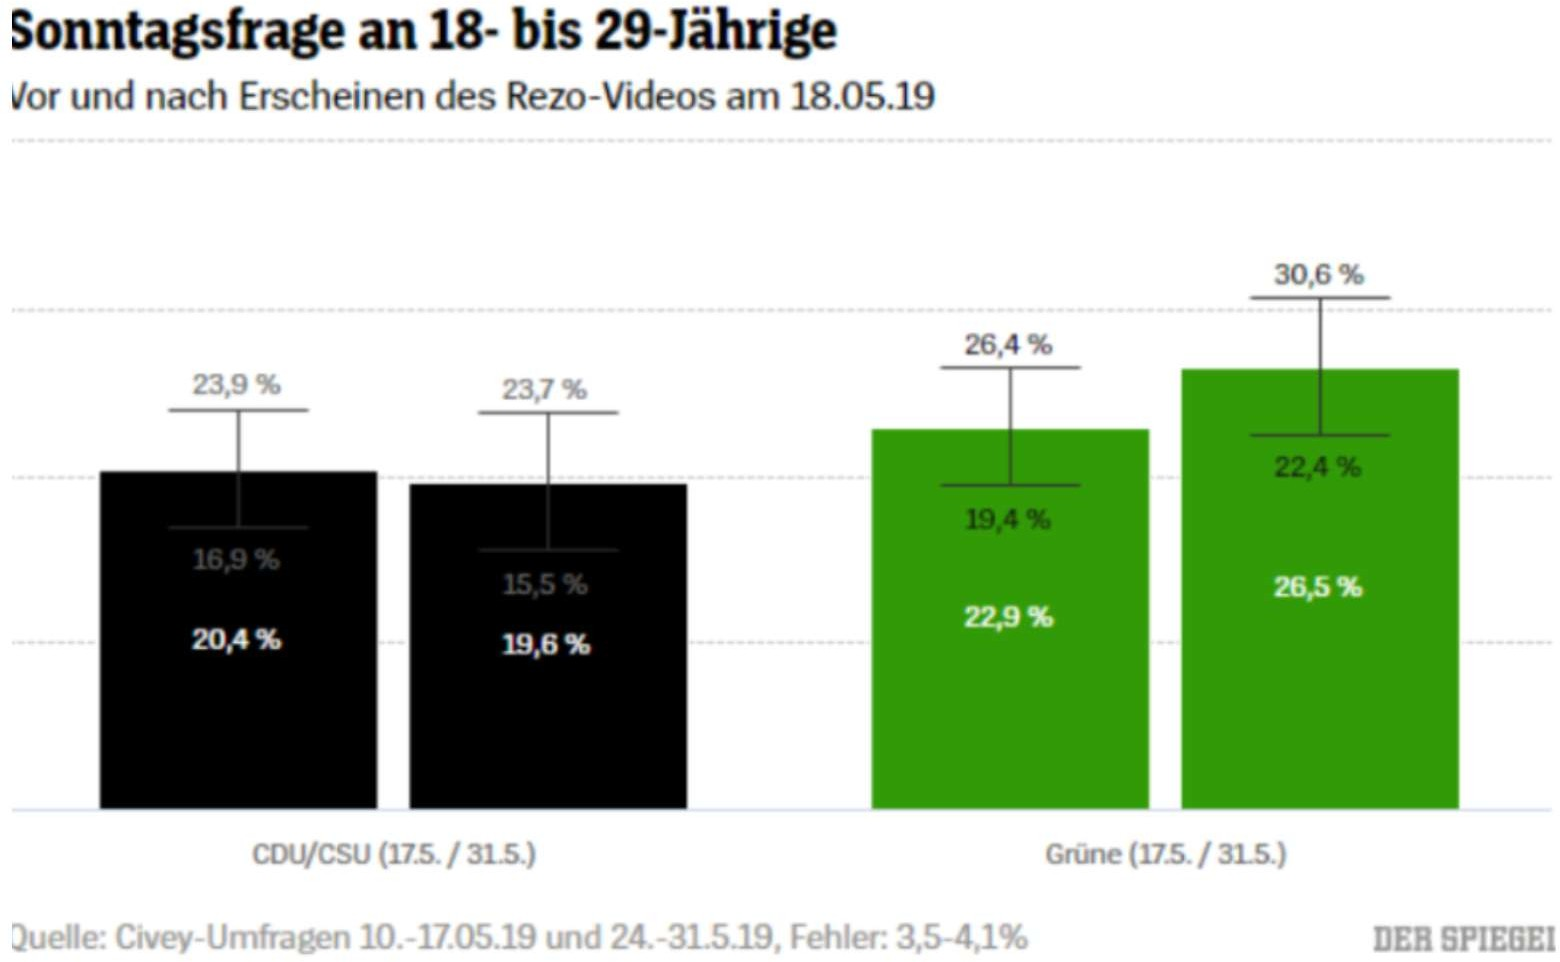 Sonntagsfrage an 18- bis 29-Jährige
Vor und nach Erscheinen des Rezo-Videos am 18.05.19
30,6 %
26,4 %
23,9 %
23,7 %
22,4 %
19,4 %
16,9 %
15,5 %
26,5 %
22,9 %
20,4 %
19,6 %
CDU/CSU (17.5. / 31.5.)
Grüne (17.5. / 31.5.)
Quelle: Civey-Umfragen 10.-17.05.19 und 24.-31.5.19, Fehler: 3,5-4,1%
DER SPIEGEL